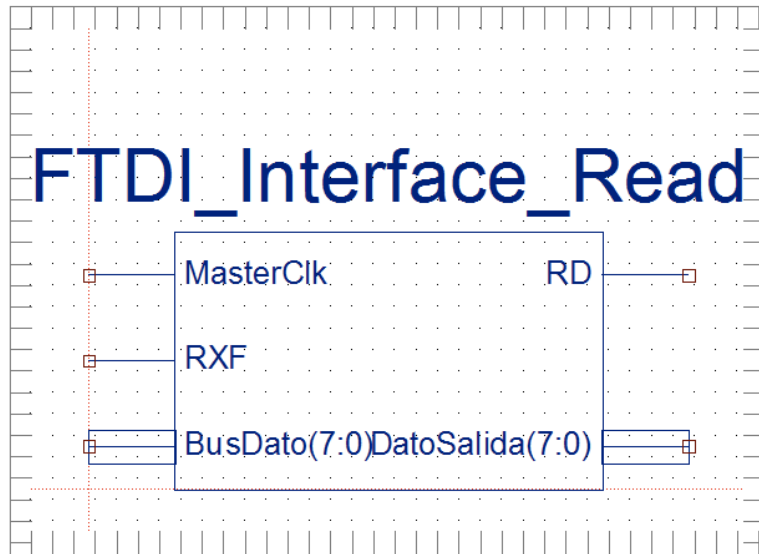 FTDI_Interface_Read
MasterClk RD
RXF
BusDato(7:0) DatoSalida(7:0)